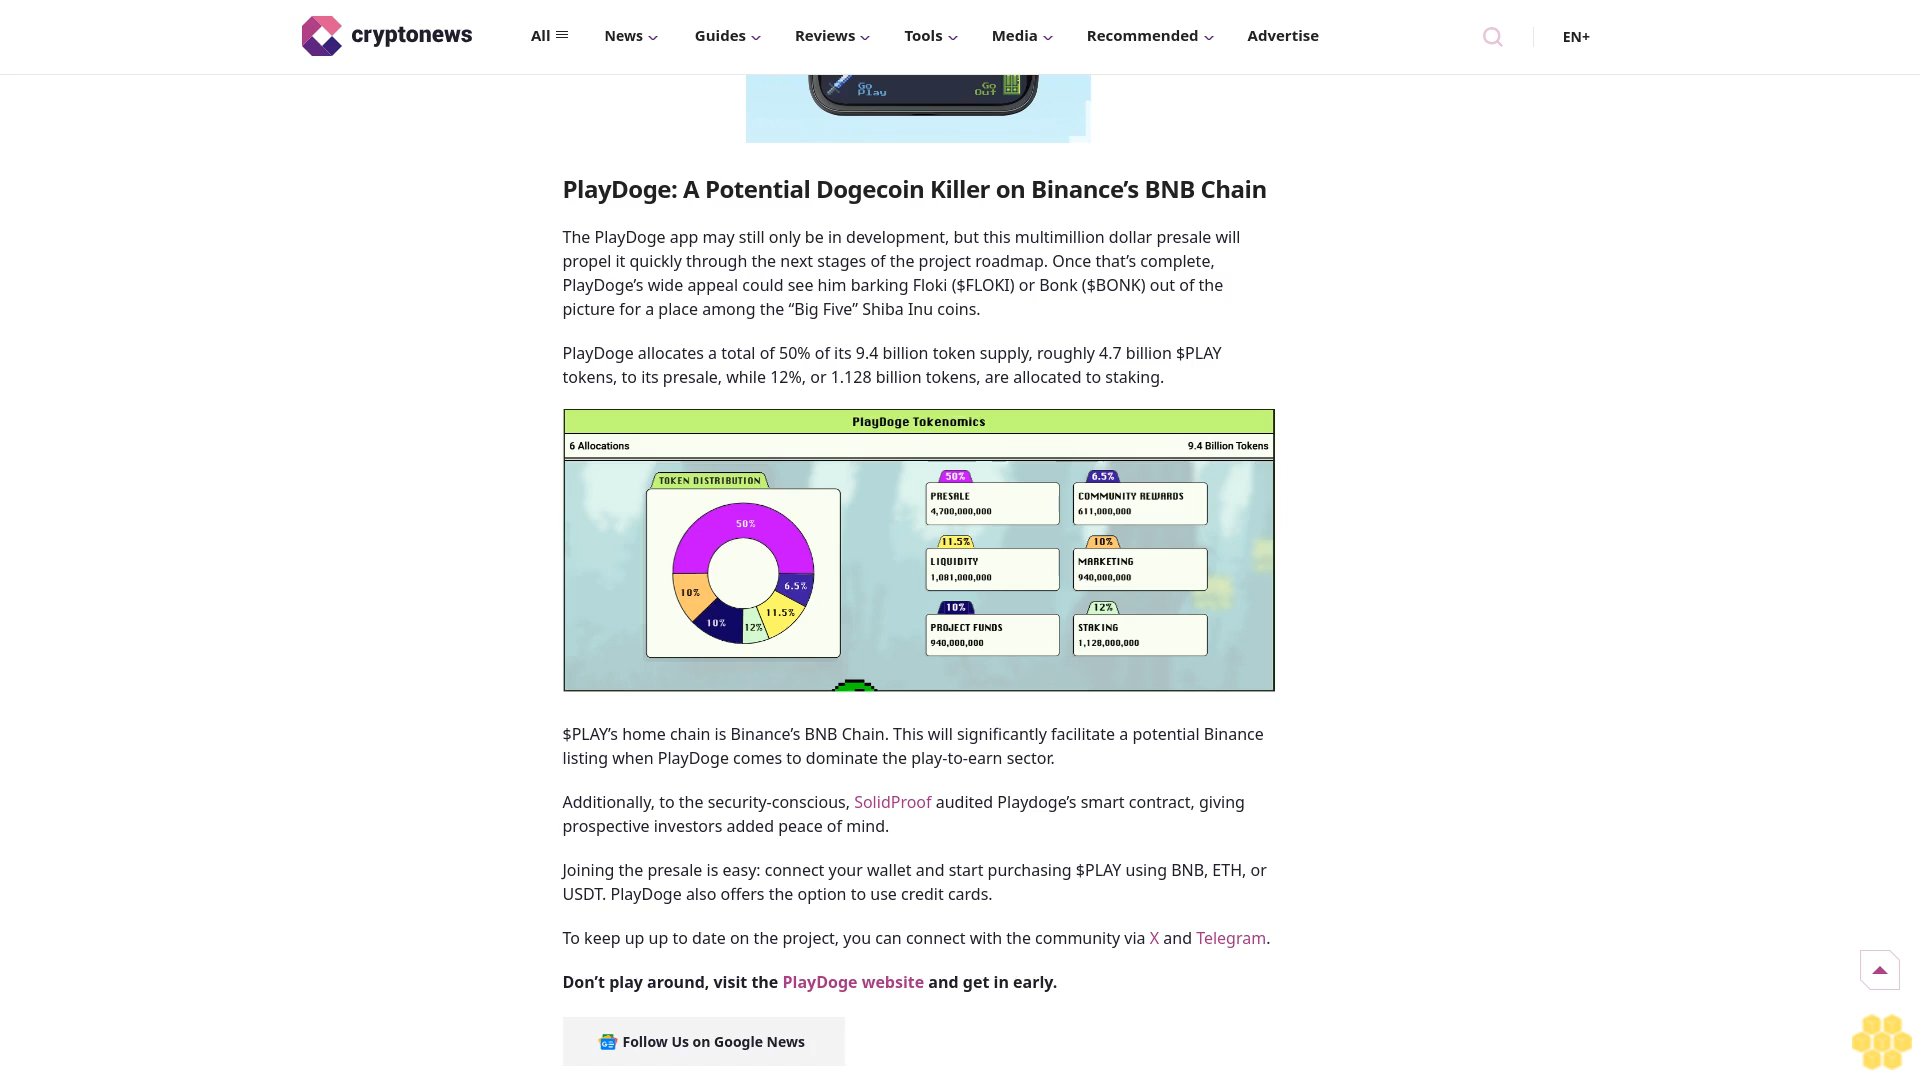 cryptonews
All
News
Guides
Reviews
Tools
Media
Recommended
Advertise
EN+
Go Play
Go Out
PlayDoge: A Potential Dogecoin Killer on Binance’s BNB Chain
The PlayDoge app may still only be in development, but this multimillion dollar presale will
propel it quickly through the next stages of the project roadmap. Once that’s complete,
PlayDoge’s wide appeal could see him barking Floki ($FLOKI) or Bonk ($BONK) out of the
picture for a place among the “Big Five” Shiba Inu coins.
PlayDoge allocates a total of 50% of its 9.4 billion token supply, roughly 4.7 billion $PLAY
tokens, to its presale, while 12%, or 1.128 billion tokens, are allocated to staking.
PlayDoge Tokenomics
6 Allocations
9.4 Billion Tokens
TOKEN DISTRIBUTION
50%
10%
10%
12%
11.5%
6.5%
50%
PRESALE
4,700,000,000
6.5%
COMMUNITY REWARDS
611,000,000
11.5%
LIQUIDITY
1,081,000,000
10%
MARKETING
940,000,000
10%
PROJECT FUNDS
940,000,000
12%
STAKING
1,128,000,000
$PLAY’s home chain is Binance’s BNB Chain. This will significantly facilitate a potential Binance
listing when PlayDoge comes to dominate the play-to-earn sector.
Additionally, to the security-conscious, SolidProof audited Playdoge’s smart contract, giving
prospective investors added peace of mind.
Joining the presale is easy: connect your wallet and start purchasing $PLAY using BNB, ETH, or
USDT. PlayDoge also offers the option to use credit cards.
To keep up up to date on the project, you can connect with the community via X and Telegram.
Don’t play around, visit the PlayDoge website and get in early.
Follow Us on Google News